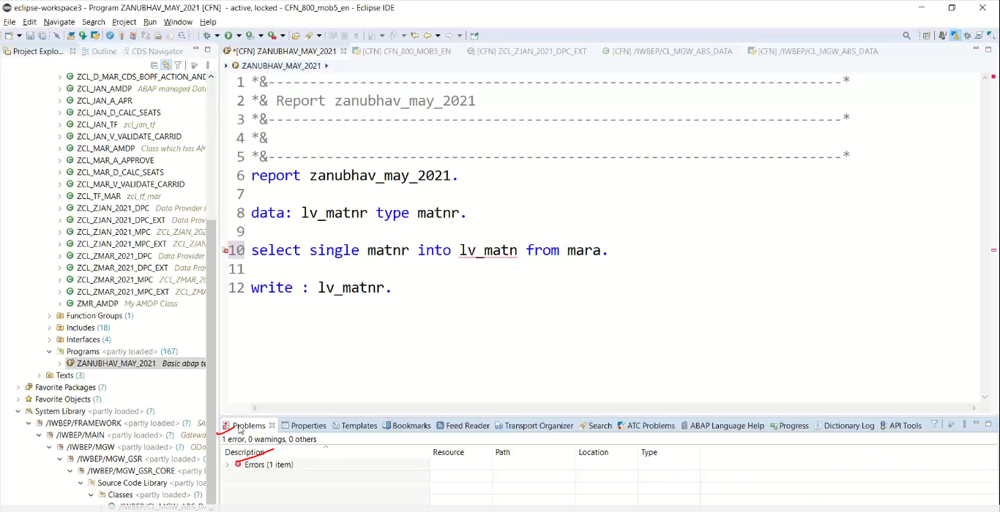 eclipse-workspace3 - Program ZANUBHAV_MAY_2021 [CFN] - active, locked - CFN_800_mob5_en - Eclipse IDE
File Edit Navigate Search Project Run Window Help
Project Explo... Outline CDS Navigator
*[CFN] ZANUBHAV_MAY_2021 [CFN] CFN_800_MOB5_EN [CFN] ZCL_ZJAN_2021_DPC_EXT [CFN] /IWBEP/CL_MGW_ABS_DATA [CFN] /IWBEP/CL_MGW_ABS_DATA
ZANUBHAV_MAY_2021
ZCL_D_MAR_CDS_BOPF_ACTION_AND
ZCL_JAN_AMDP ABAP managed Data
ZCL_JAN_A_APR
ZCL_JAN_D_CALC_SEATS
ZCL_JAN_TF zcl_jan_tf
ZCL_JAN_V_VALIDATE_CARRID
ZCL_MAR_AMDP Class which has AM
ZCL_MAR_A_APPROVE
ZCL_MAR_D_CALC_SEATS
ZCL_MAR_V_VALIDATE_CARRID
ZCL_TF_MAR zcl_tf_mar
ZCL_ZJAN_2021_DPC Data Provider
ZCL_ZJAN_2021_DPC_EXT Data Prov
ZCL_ZJAN_2021_MPC ZCL_ZJAN_202
ZCL_ZJAN_2021_MPC_EXT ZCL_ZJAN
ZCL_ZMAR_2021_DPC Data Provider
ZCL_ZMAR_2021_DPC_EXT Data Prov
ZCL_ZMAR_2021_MPC ZCL_ZMAR_20
ZCL_ZMAR_2021_MPC_EXT ZCL_ZMA
ZMR_AMDP My AMDP Class
Function Groups (1)
Includes (18)
Interfaces (4)
Programs <partly loaded> (167)
ZANUBHAV_MAY_2021 Basic abap te
Texts (3)
Favorite Packages (?)
Favorite Objects (?)
System Library <partly loaded> (?)
/IWBEP/FRAMEWORK <partly loaded> (?) SA
/IWBEP/MAIN <partly loaded> (?) Gatewa
/IWBEP/MGW <partly loaded> (?) ODa
/IWBEP/MGW_GSR <partly loaded> (
/IWBEP/MGW_GSR_CORE <partly l
Source Code Library <partly loa
Classes <partly loaded> (?)
/IWBEP/CL_MGW_ABS_D
1 *&---------------------------------------------------------------------*
2 *& Report zanubhav_may_2021
3 *&---------------------------------------------------------------------*
4 *&
5 *&---------------------------------------------------------------------*
6 report zanubhav_may_2021.
7
8 data: lv_matnr type matnr.
9
10 select single matnr into lv_matn from mara.
11
12 write : lv_matnr.
Problems Properties Templates Bookmarks Feed Reader Transport Organizer Search ATC Problems ABAP Language Help Progress Dictionary Log API Tools
1 error, 0 warnings, 0 others
Description Resource Path Location Type
Errors (1 item)